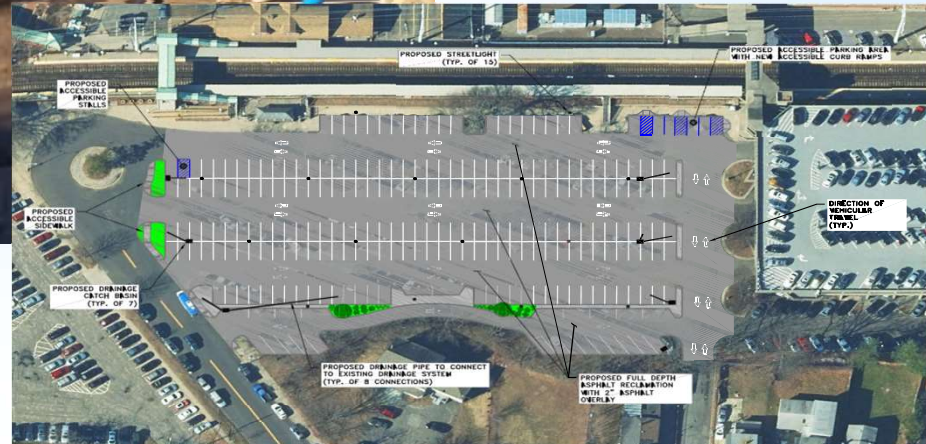 PROPOSED STREETLIGHT
(TYP. OF 15)
PROPOSED ACCESSIBLE PARKING AREA
WITH NEW ACCESSIBLE CURB RAMPS
PROPOSED
ACCESSIBLE
PARKING
STALLS
PROPOSED
ACCESSIBLE
SIDEWALK
DIRECTION OF
VEHICULAR
TRAVEL
(TYP.)
PROPOSED DRAINAGE
CATCH BASIN
(TYP. OF 7)
PROPOSED DRAINAGE PIPE TO CONNECT
TO EXISTING DRAINAGE SYSTEM
(TYP. OF 8 CONNECTIONS)
PROPOSED FULL DEPTH
ASPHALT RECLAMATION
WITH 2" ASPHALT
OVERLAY